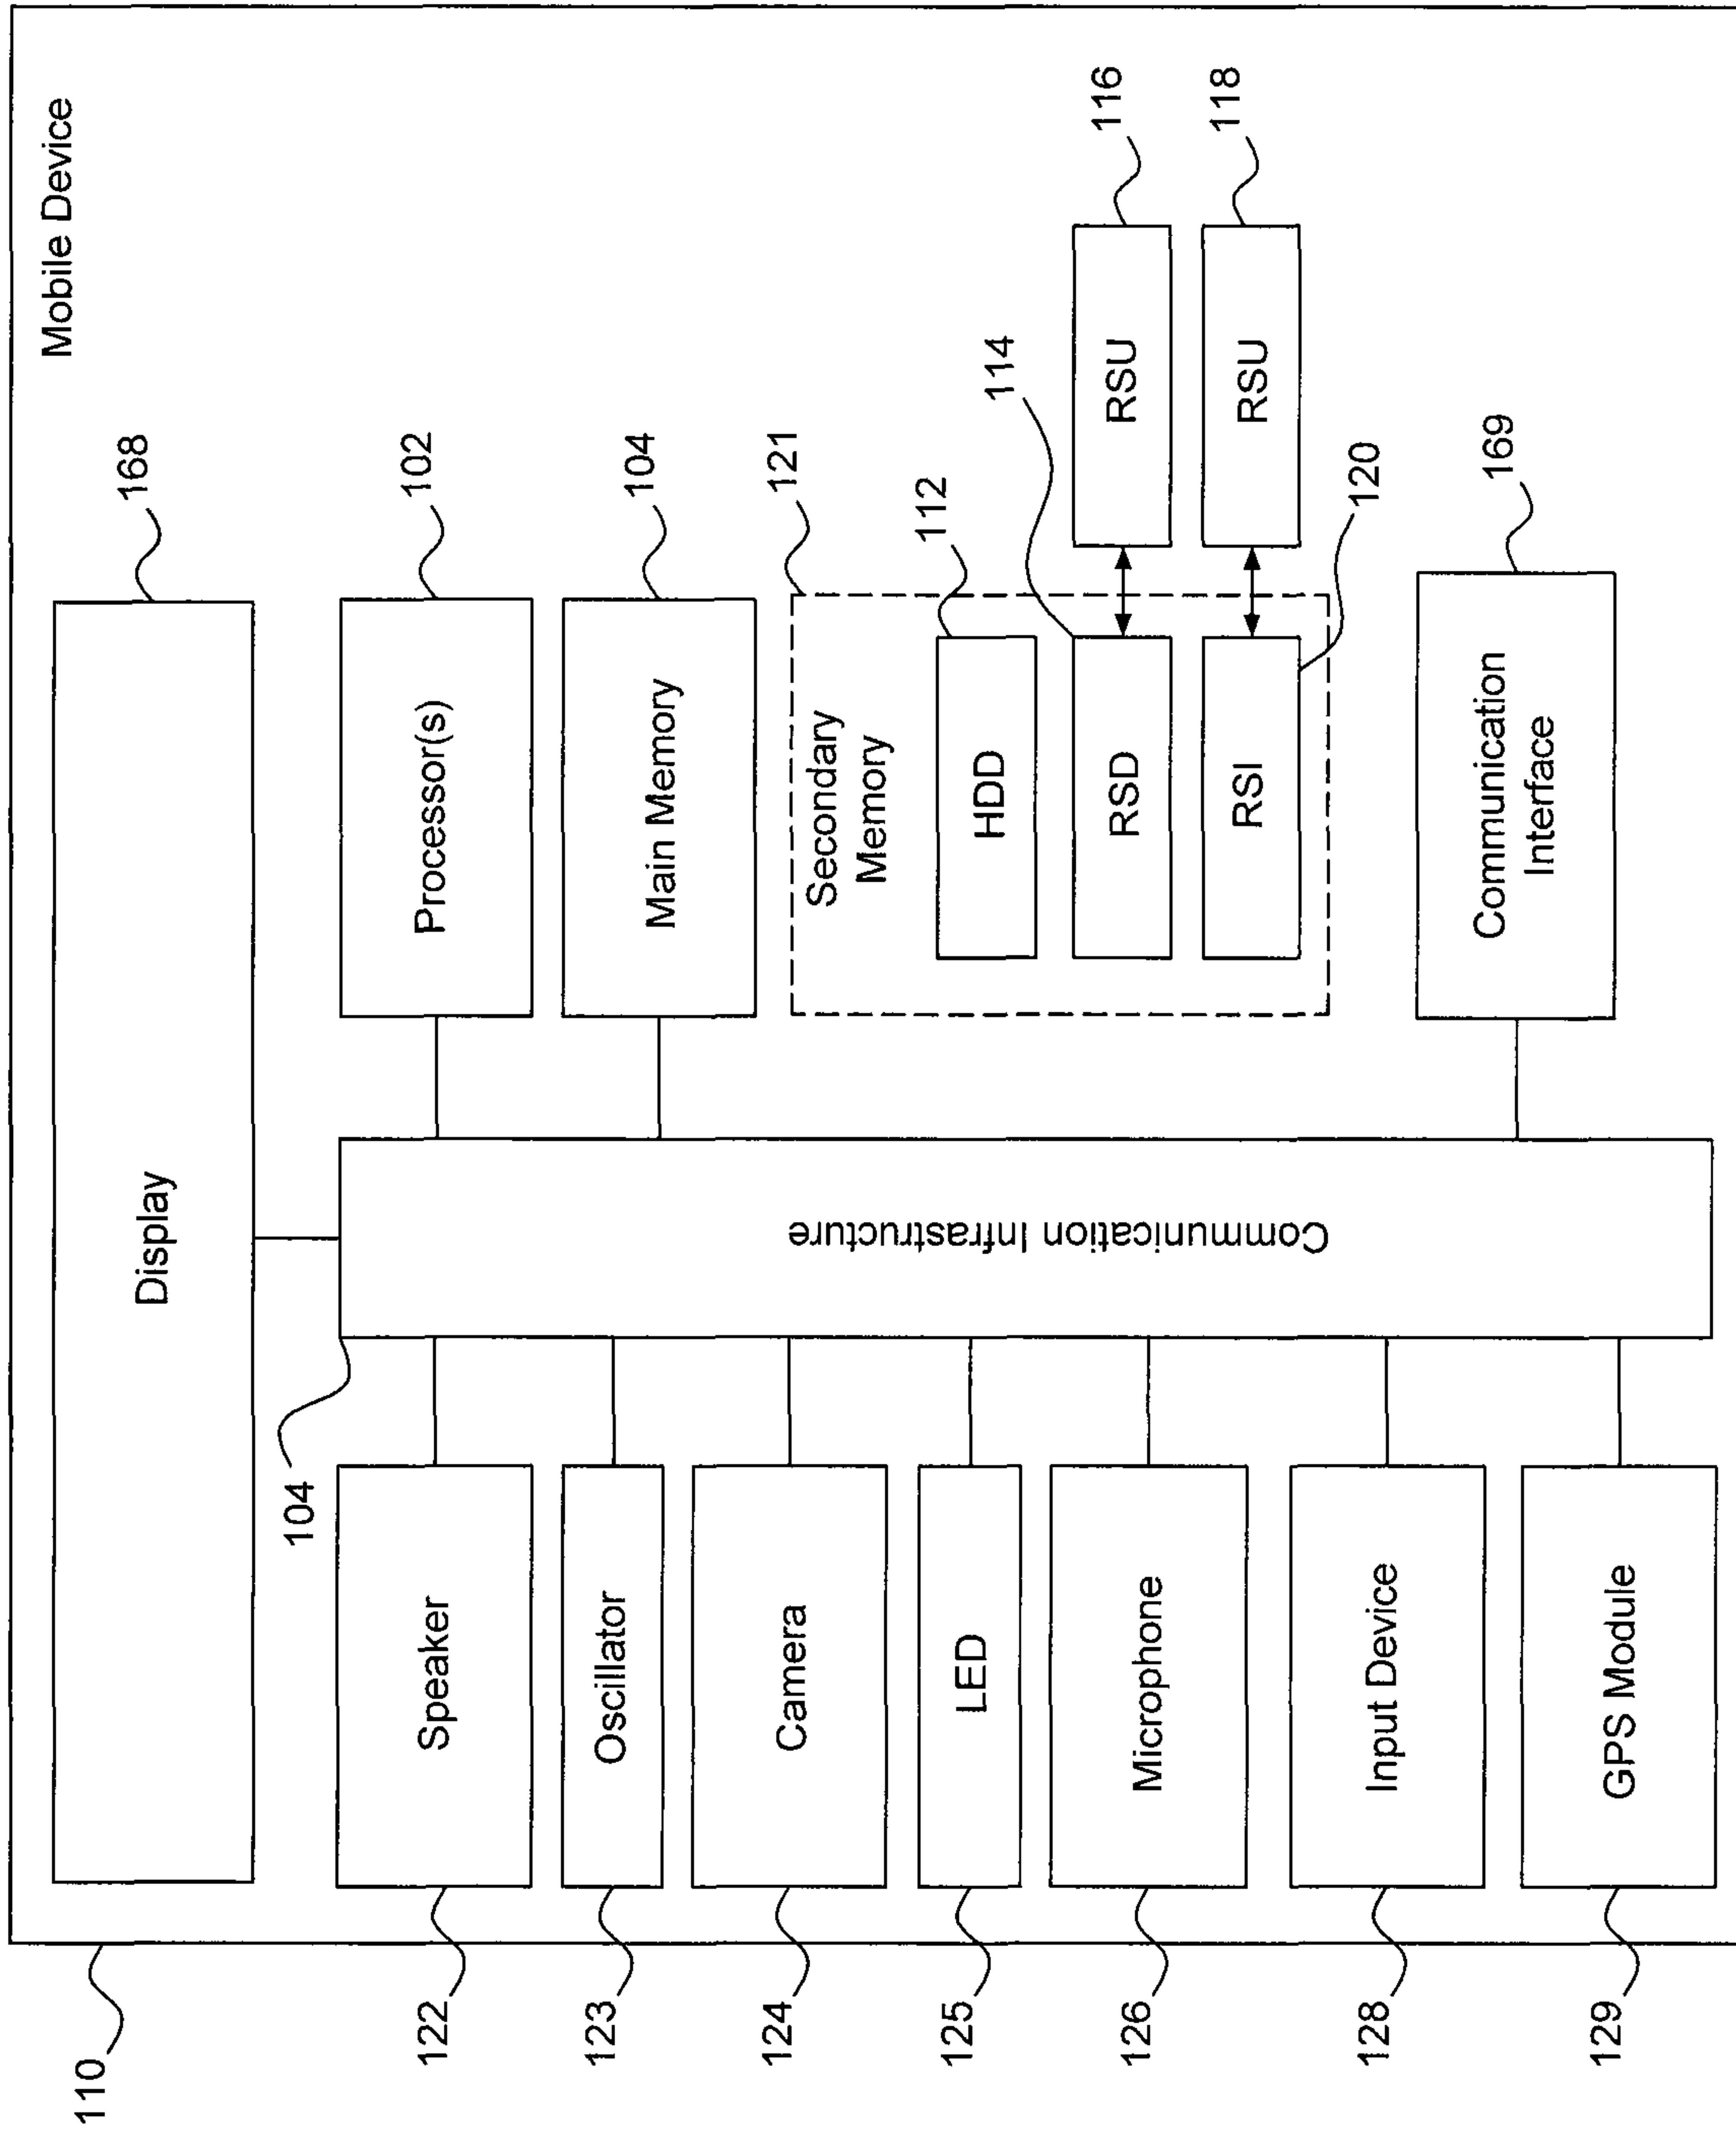 Mobile Device
110
Display
168
104
Speaker
122
Oscillator
123
Camera
124
LED
125
Microphone
126
Input Device
128
GPS Module
129
Communication Infrastructure
Processor(s)
102
Main Memory
104
Secondary
Memory
121
HDD
112
RSD
114
RSI
120
RSU
116
RSU
118
Communication
Interface
169